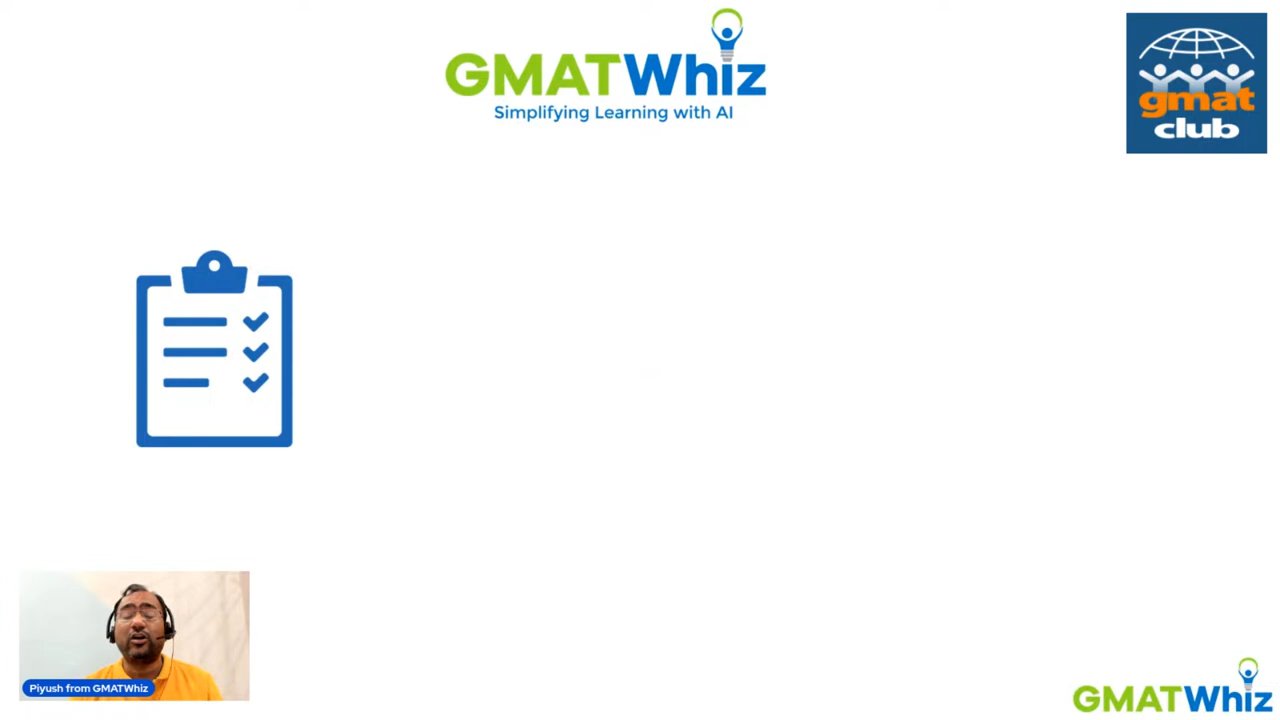 GMATWhiz
Simplifying Learning with AI
gmat
club
Piyush from GMATWhiz
GMATWhiz